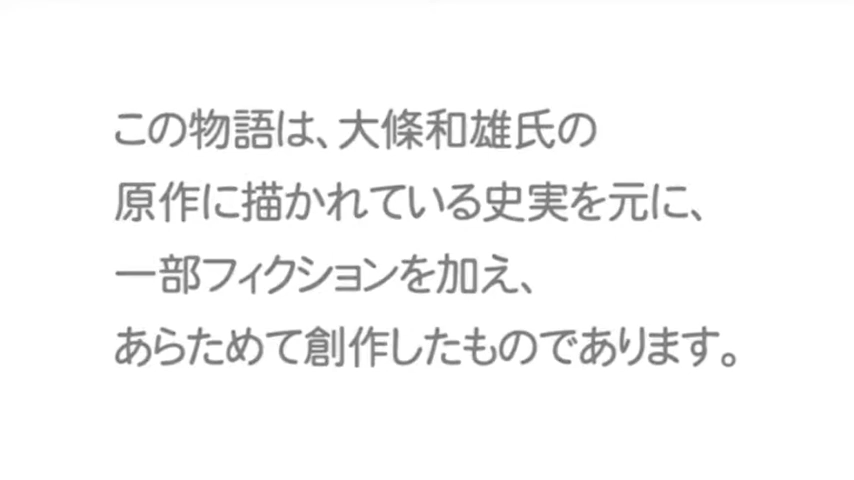 この物語は、大條和雄氏の
原作に描かれている史実を元に、
一部フィクションを加え、
あらためて創作したものであります。